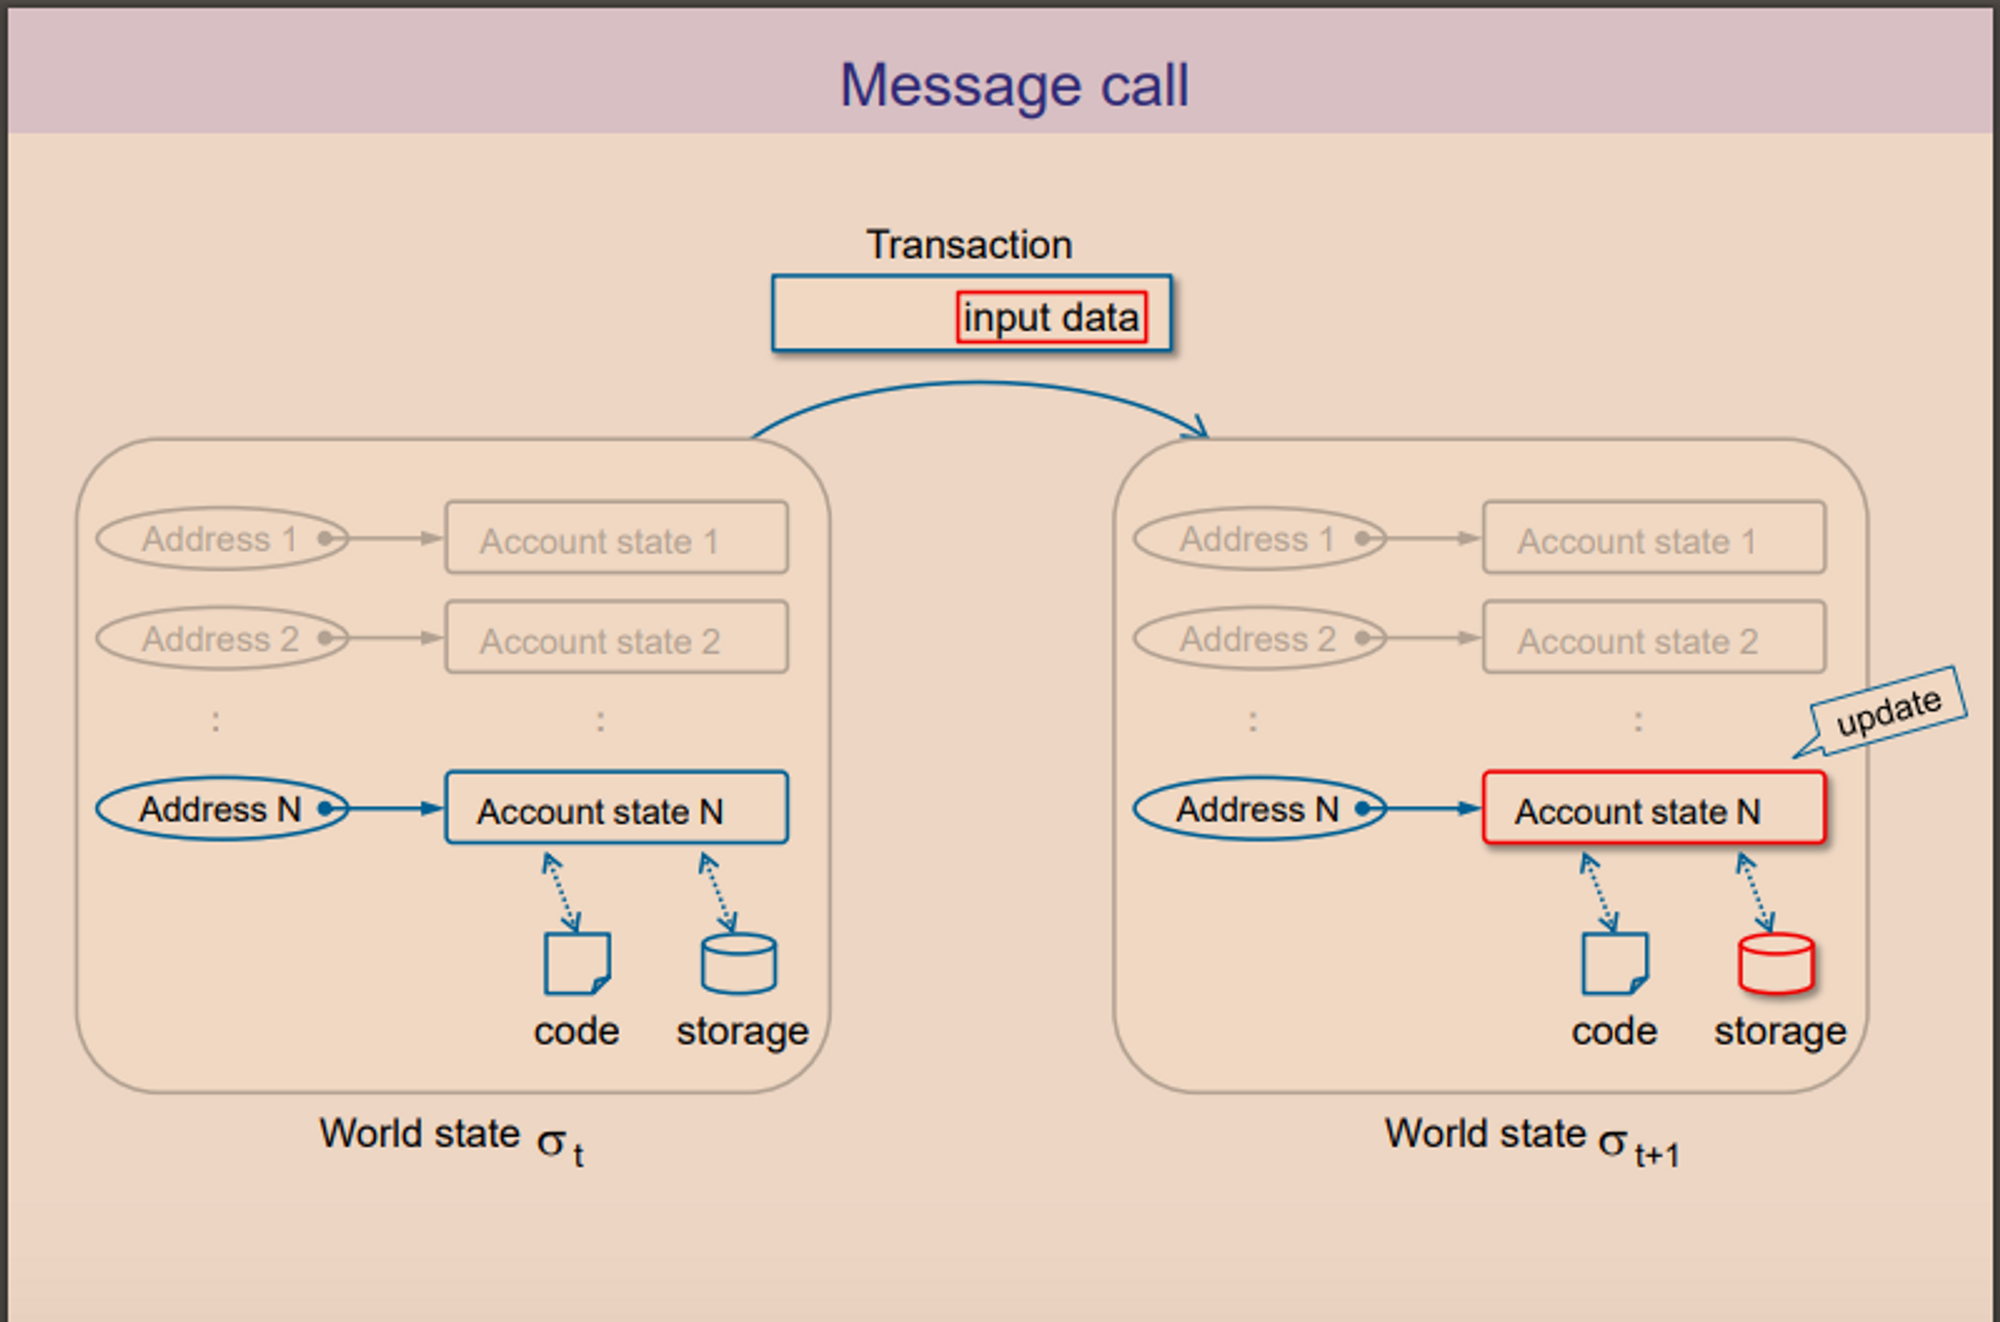 Message call
Transaction
input data
Address 1
Account state 1
Address 2
Account state 2
:
:
Address N
Account state N
code
storage
World state σ t
Address 1
Account state 1
Address 2
Account state 2
:
:
update
Address N
Account state N
code
storage
World state σ t+1